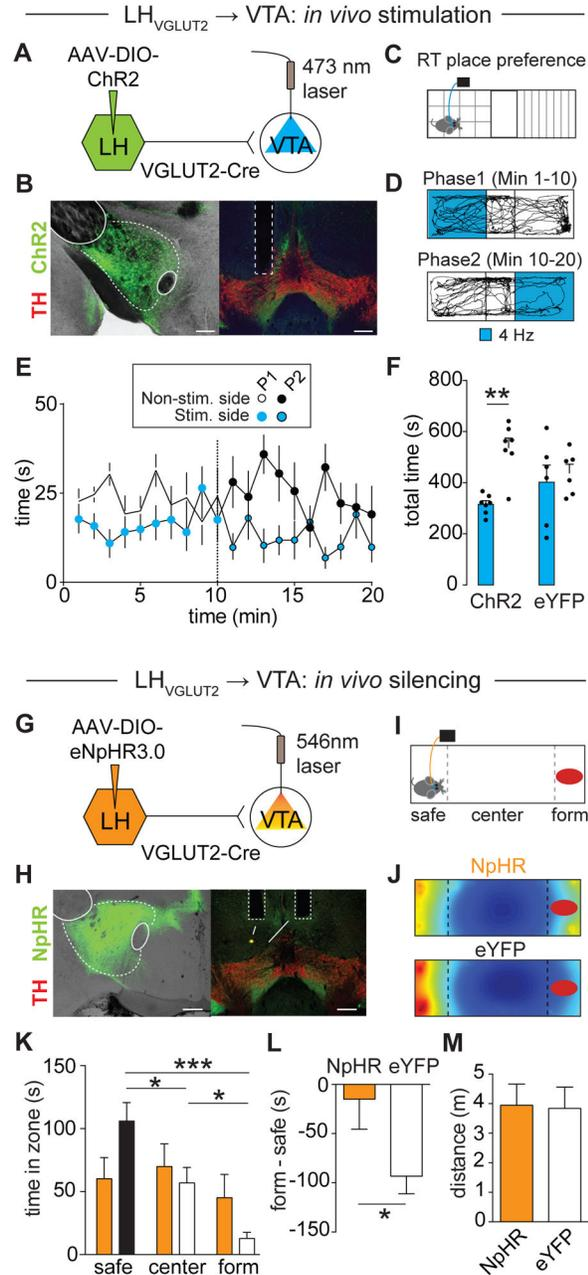 LHVGLUT2 → VTA: in vivo stimulation
A
AAV-DIO-
ChR2
473 nm
laser
LH
VTA
VGLUT2-Cre
C
RT place preference
B
TH ChR2
D
Phase1 (Min 1-10)
Phase2 (Min 10-20)
4 Hz
E
P1 P2
Non-stim. side
Stim. side
50
25
0
time (s)
0 5 10 15 20
time (min)
F
800
600
400
200
0
total time (s)
**
ChR2 eYFP
LHVGLUT2 → VTA: in vivo silencing
G
AAV-DIO-
eNpHR3.0
546nm
laser
LH
VTA
VGLUT2-Cre
I
safe center form
H
TH NpHR
J
NpHR
eYFP
K
150
100
50
0
time in zone (s)
***
* *
safe center form
L
NpHR eYFP
0
-50
-100
-150
form - safe (s)
*
M
5
4
3
2
1
0
distance (m)
NpHR eYFP